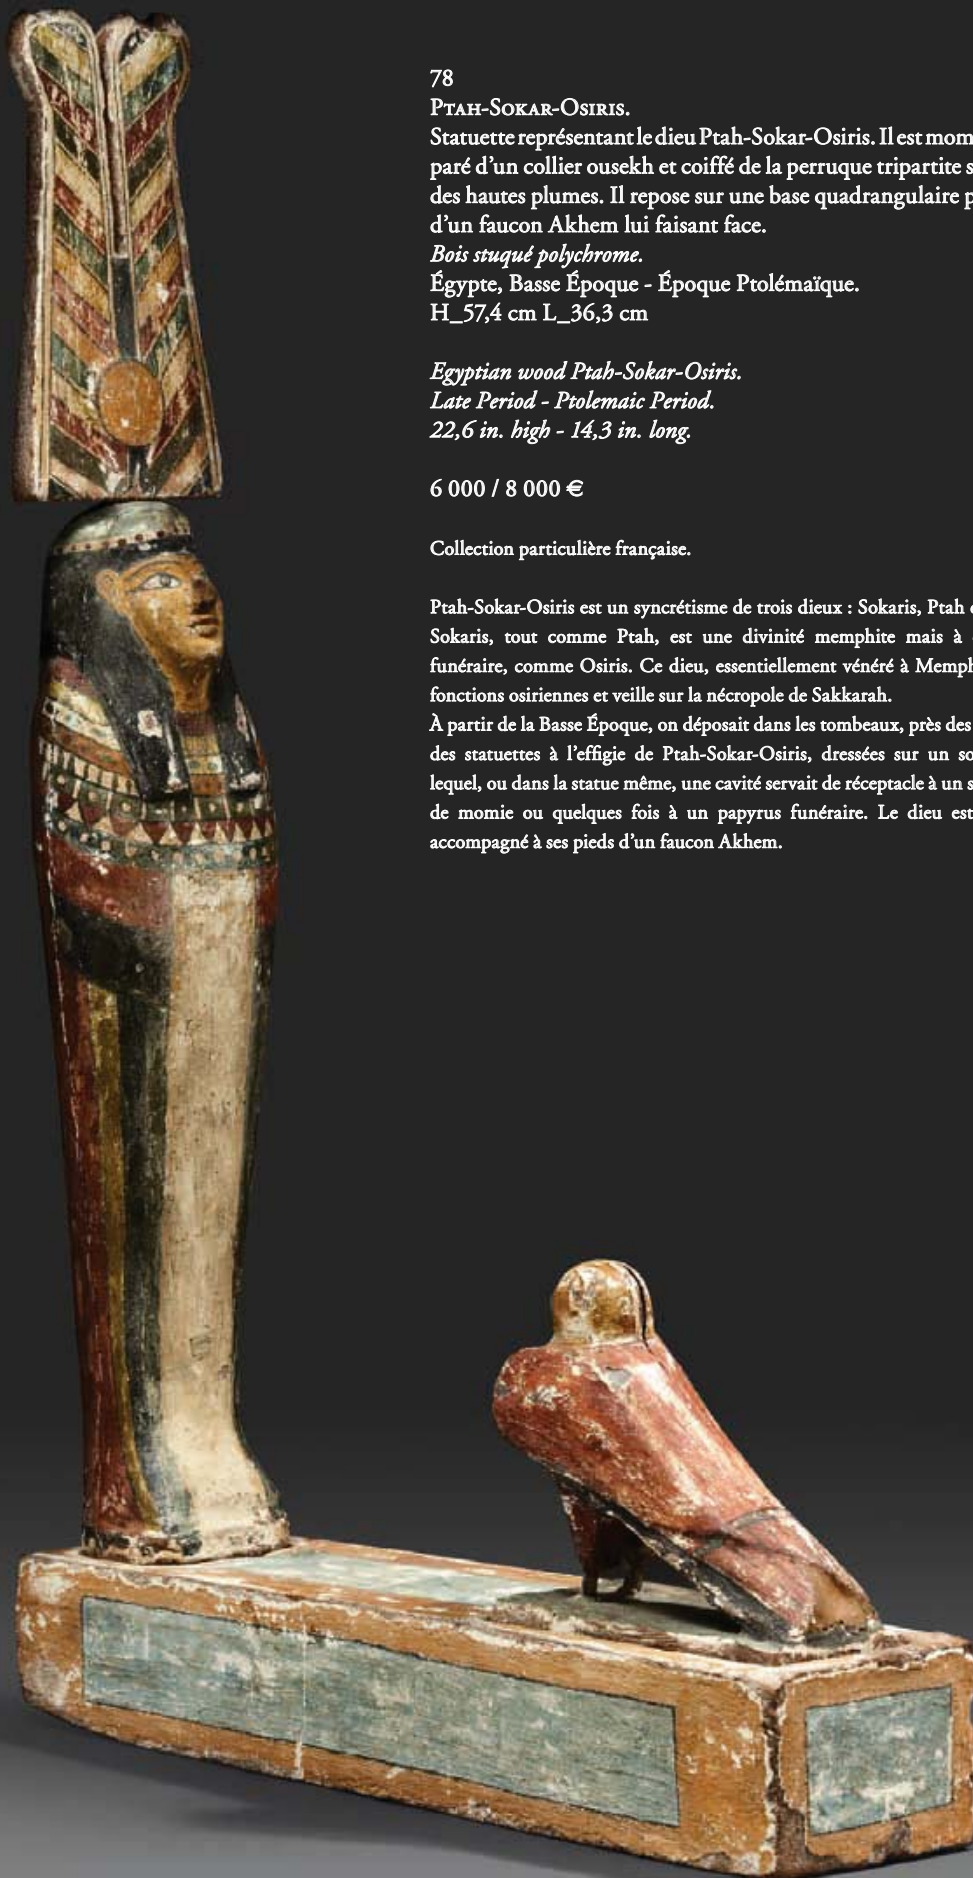 78
PTAH-SOKAR-OSIRIS.
Statuette représentant le dieu Ptah-Sokar-Osiris. Il est mom
paré d'un collier ousekh et coiffé de la perruque tripartite s
des hautes plumes. Il repose sur une base quadrangulaire p
d'un faucon Akhem lui faisant face.
Bois stuqué polychrome.
Égypte, Basse Époque - Époque Ptolémaïque.
H_57,4 cm L_36,3 cm
Egyptian wood Ptah-Sokar-Osiris.
Late Period - Ptolemaic Period.
22,6 in. high - 14,3 in. long.
6 000 / 8 000 €
Collection particulière française.
Ptah-Sokar-Osiris est un syncrétisme de trois dieux : Sokaris, Ptah
Sokaris, tout comme Ptah, est une divinité memphite mais à
funéraire, comme Osiris. Ce dieu, essentiellement vénéré à Memph
fonctions osiriennes et veille sur la nécropole de Sakkarah.
À partir de la Basse Époque, on déposait dans les tombeaux, près des
des statuettes à l'effigie de Ptah-Sokar-Osiris, dressées sur un so
lequel, ou dans la statue même, une cavité servait de réceptacle à un s
de momie ou quelques fois à un papyrus funéraire. Le dieu est
accompagné à ses pieds d'un faucon Akhem.